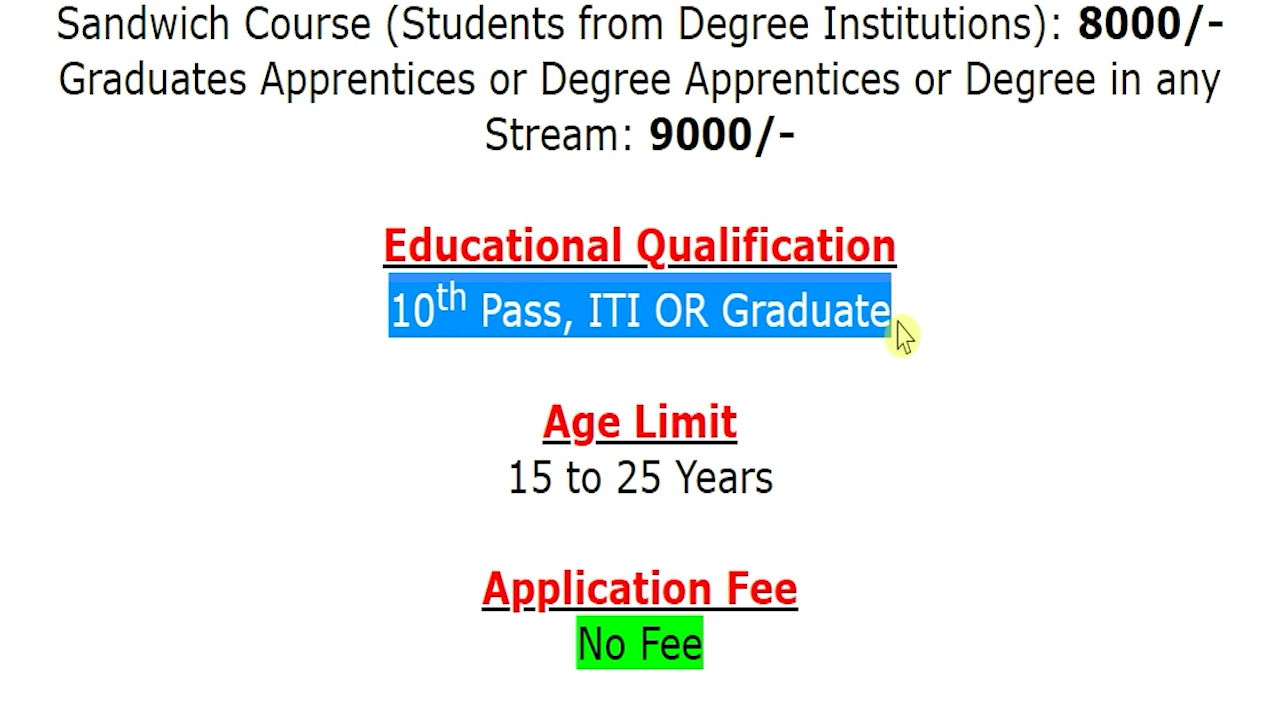 Sandwich Course (Students from Degree Institutions): 8000/-
Graduates Apprentices or Degree Apprentices or Degree in any
Stream: 9000/-
Educational Qualification
10th Pass, ITI OR Graduate
Age Limit
15 to 25 Years
Application Fee
No Fee